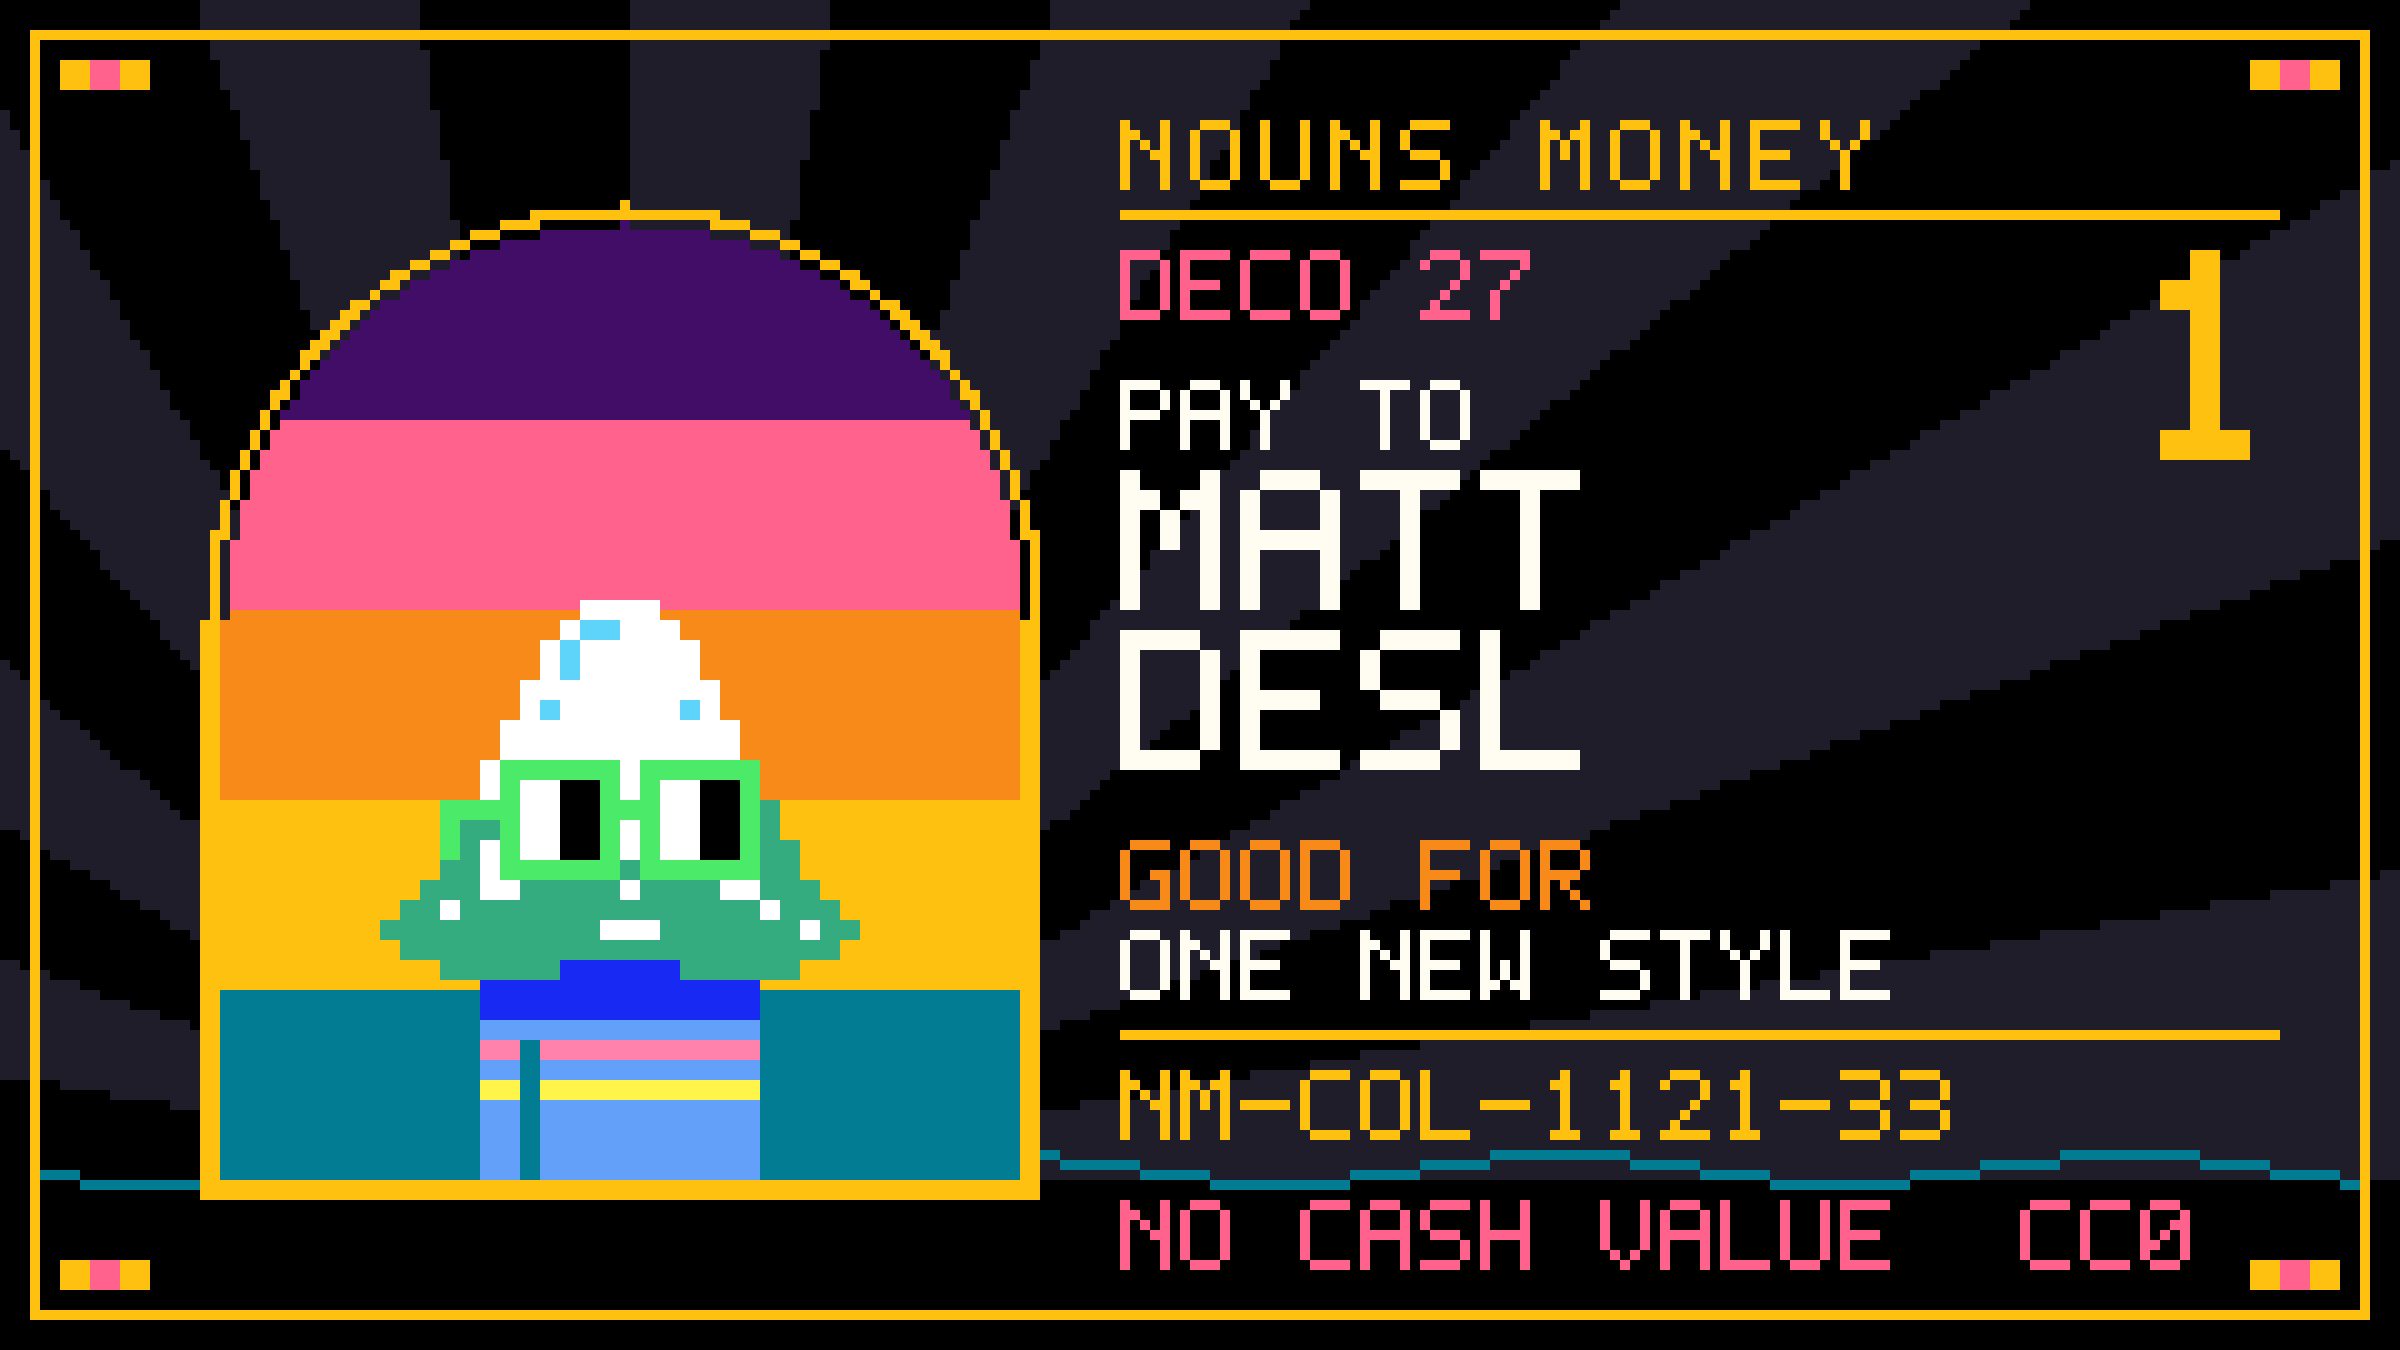 NOUNS MONEY
DECO 27
1
PAY TO
MATT
DESL
GOOD FOR
ONE NEW STYLE
NM-COL-1121-33
NO CASH VALUE CC0